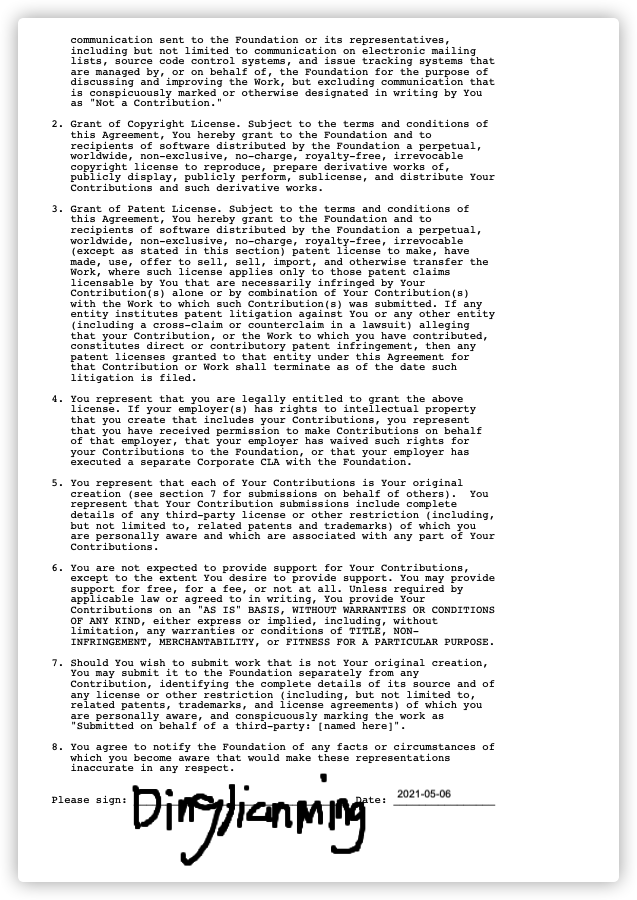 communication sent to the Foundation or its representatives,
including but not limited to communication on electronic mailing
lists, source code control systems, and issue tracking systems that
are managed by, or on behalf of, the Foundation for the purpose of
discussing and improving the Work, but excluding communication that
is conspicuously marked or otherwise designated in writing by You
as "Not a Contribution."
2. Grant of Copyright License. Subject to the terms and conditions of
this Agreement, You hereby grant to the Foundation and to
recipients of software distributed by the Foundation a perpetual,
worldwide, non-exclusive, no-charge, royalty-free, irrevocable
copyright license to reproduce, prepare derivative works of,
publicly display, publicly perform, sublicense, and distribute Your
Contributions and such derivative works.
3. Grant of Patent License. Subject to the terms and conditions of
this Agreement, You hereby grant to the Foundation and to
recipients of software distributed by the Foundation a perpetual,
worldwide, non-exclusive, no-charge, royalty-free, irrevocable
(except as stated in this section) patent license to make, have
made, use, offer to sell, sell, import, and otherwise transfer the
Work, where such license applies only to those patent claims
licensable by You that are necessarily infringed by Your
Contribution(s) alone or by combination of Your Contribution(s)
with the Work to which such Contribution(s) was submitted. If any
entity institutes patent litigation against You or any other entity
(including a cross-claim or counterclaim in a lawsuit) alleging
that your Contribution, or the Work to which you have contributed,
constitutes direct or contributory patent infringement, then any
patent licenses granted to that entity under this Agreement for
that Contribution or Work shall terminate as of the date such
litigation is filed.
4. You represent that you are legally entitled to grant the above
license. If your employer(s) has rights to intellectual property
that you create that includes your Contributions, you represent
that you have received permission to make Contributions on behalf
of that employer, that your employer has waived such rights for
your Contributions to the Foundation, or that your employer has
executed a separate Corporate CLA with the Foundation.
5. You represent that each of Your Contributions is Your original
creation (see section 7 for submissions on behalf of others).  You
represent that Your Contribution submissions include complete
details of any third-party license or other restriction (including,
but not limited to, related patents and trademarks) of which you
are personally aware and which are associated with any part of Your
Contributions.
6. You are not expected to provide support for Your Contributions,
except to the extent You desire to provide support. You may provide
support for free, for a fee, or not at all. Unless required by
applicable law or agreed to in writing, You provide Your
Contributions on an "AS IS" BASIS, WITHOUT WARRANTIES OR CONDITIONS
OF ANY KIND, either express or implied, including, without
limitation, any warranties or conditions of TITLE, NON-
INFRINGEMENT, MERCHANTABILITY, or FITNESS FOR A PARTICULAR PURPOSE.
7. Should You wish to submit work that is not Your original creation,
You may submit it to the Foundation separately from any
Contribution, identifying the complete details of its source and of
any license or other restriction (including, but not limited to,
related patents, trademarks, and license agreements) of which you
are personally aware, and conspicuously marking the work as
"Submitted on behalf of a third-party: [named here]".
8. You agree to notify the Foundation of any facts or circumstances of
which you become aware that would make these representations
inaccurate in any respect.
Please sign: Dingjianming Date: 2021-05-06